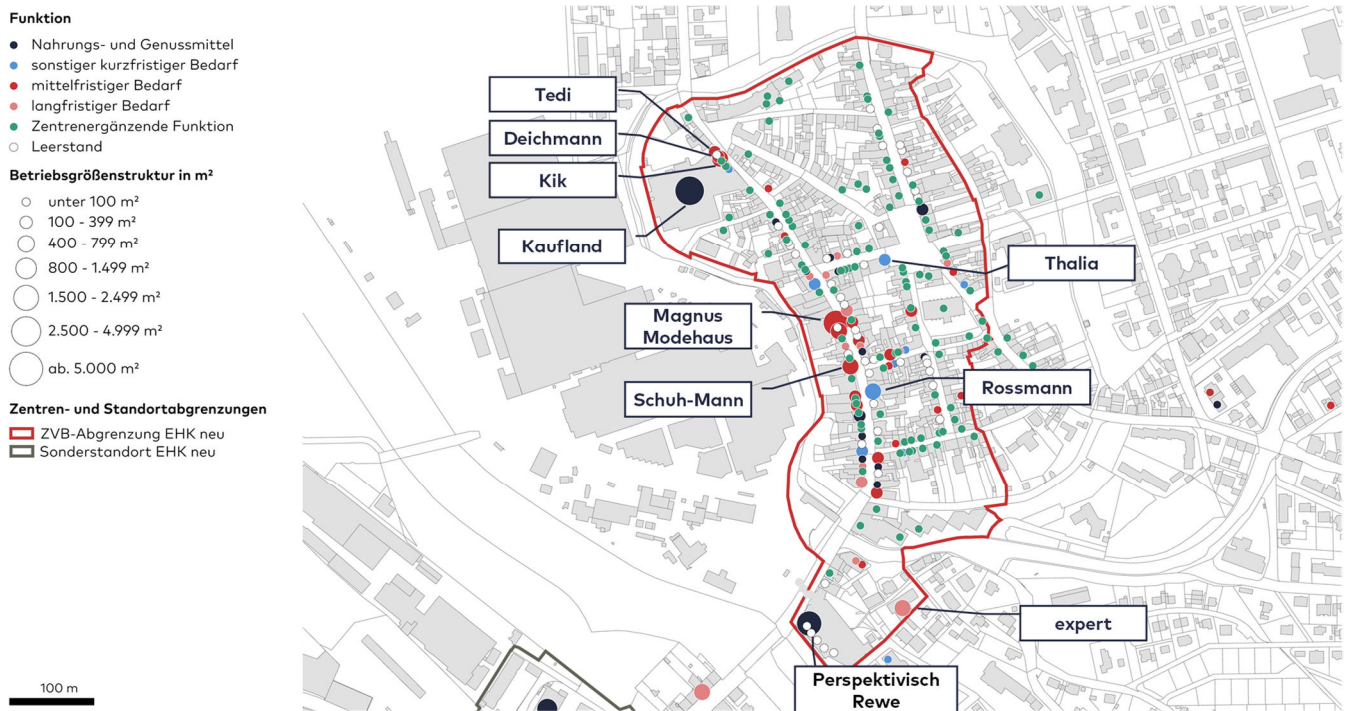 Funktion
Nahrungs- und Genussmittel
sonstiger kurzfristiger Bedarf
mittelfristiger Bedarf
langfristiger Bedarf
Zentrenergänzende Funktion
Leerstand
Betriebsgrößenstruktur in m²
unter 100 m²
100 - 399 m²
400 - 799 m²
800 - 1.499 m²
1.500 - 2.499 m²
2.500 - 4.999 m²
ab. 5.000 m²
Zentren- und Standortabgrenzungen
ZVB-Abgrenzung EHK neu
Sonderstandort EHK neu
100 m
Tedi
Deichmann
Kik
Kaufland
Thalia
Magnus
Modehaus
Schuh-Mann
Rossmann
expert
Perspektivisch
Rewe